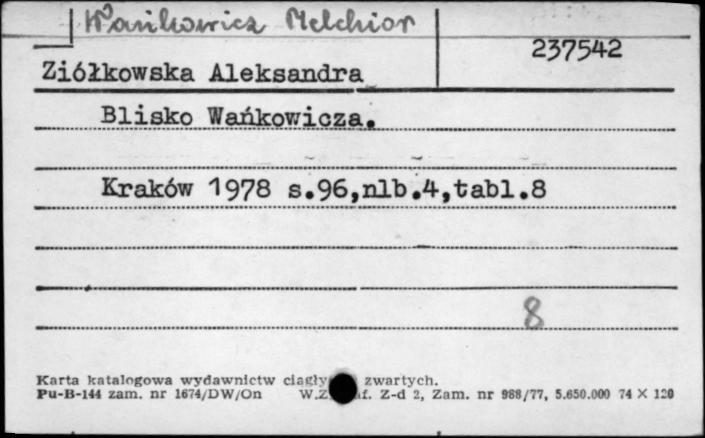 Wańkowicz Melchior
237542
Ziółkowska Aleksandra
Blisko Wańkowicza.
Kraków 1978 s.96,nlb.4,tabl.8
8
Karta katalogowa wydawnictw zwartych.
Pu-B-144 zam. nr 1674/DW/On Z-d 2, Zam. nr 988/77, 5.650.000 74 × 120